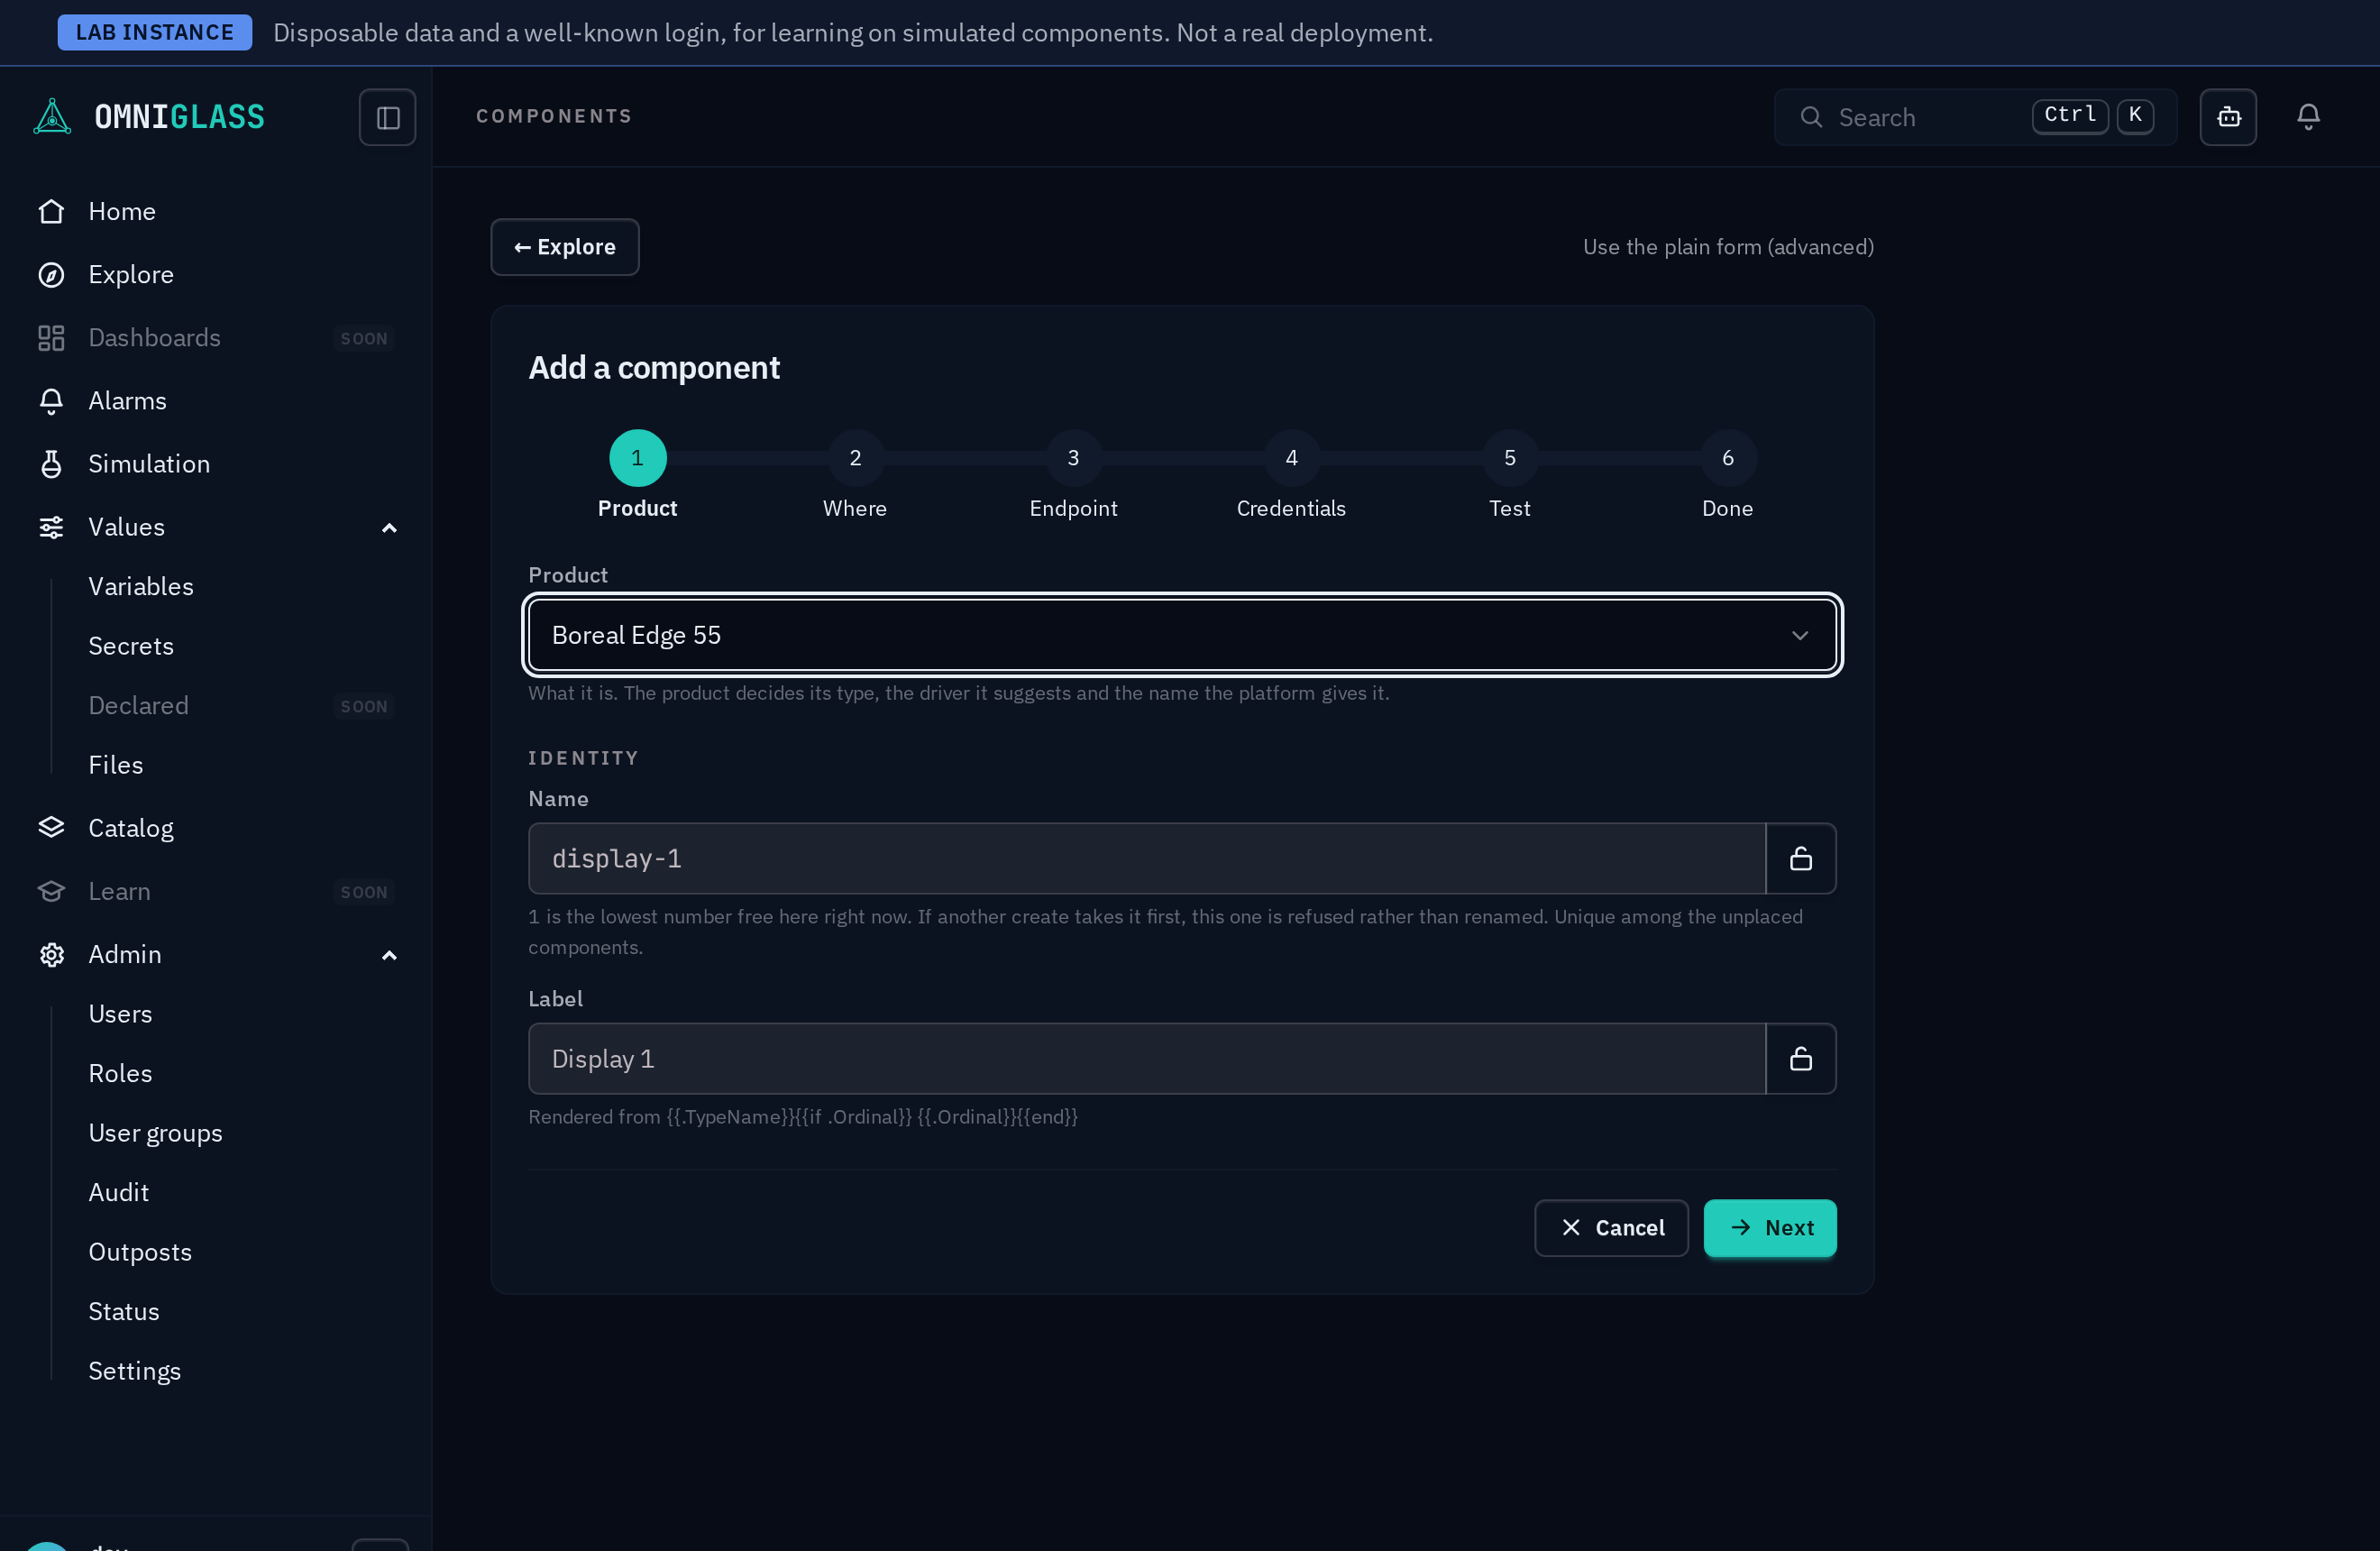 LAB INSTANCE Disposable data and a well-known login, for learning on simulated components. Not a real deployment.
OMNIGLASS
COMPONENTS
Search Ctrl K
Home
Explore
Dashboards SOON
Alarms
Simulation
Values
Variables
Secrets
Declared SOON
Files
Catalog
Learn SOON
Admin
Users
Roles
User groups
Audit
Outposts
Status
Settings
← Explore
Use the plain form (advanced)
Add a component
1 2 3 4 5 6
Product Where Endpoint Credentials Test Done
Product
Boreal Edge 55
What it is. The product decides its type, the driver it suggests and the name the platform gives it.
IDENTITY
Name
display-1
1 is the lowest number free here right now. If another create takes it first, this one is refused rather than renamed. Unique among the unplaced
components.
Label
Display 1
Rendered from {{.TypeName}}{{if .Ordinal}} {{.Ordinal}}{{end}}
Cancel Next